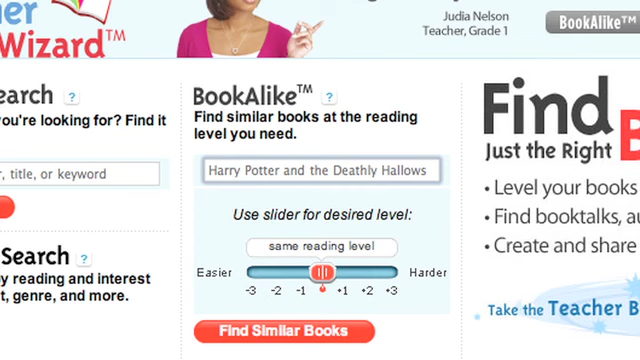 Wizard™
Judia Nelson
Teacher, Grade 1
BookAlike™
earch ?
you're looking for? Find it
, title, or keyword
Search ?
y reading and interest
t, genre, and more.
BookAlike™ ?
Find similar books at the reading
level you need.
Harry Potter and the Deathly Hallows
Use slider for desired level:
same reading level
Easier
Harder
-3 -2 -1 +1 +2 +3
Find Similar Books
Find
Just the Right
• Level your books
• Find booktalks, au
• Create and share
Take the Teacher B